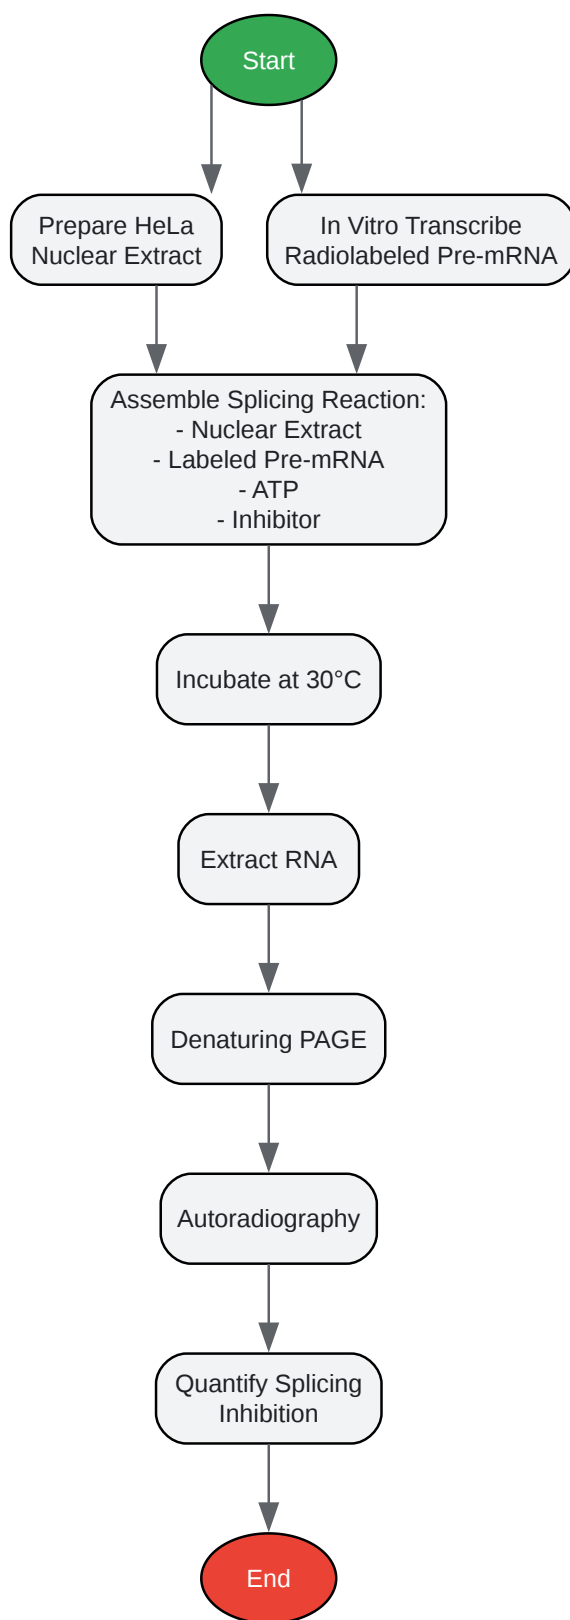 Start
Prepare HeLa
Nuclear Extract
In Vitro Transcribe
Radiolabeled Pre-mRNA
Assemble Splicing Reaction:
- Nuclear Extract
- Labeled Pre-mRNA
- ATP
- Inhibitor
Incubate at 30°C
Extract RNA
Denaturing PAGE
Autoradiography
Quantify Splicing
Inhibition
End